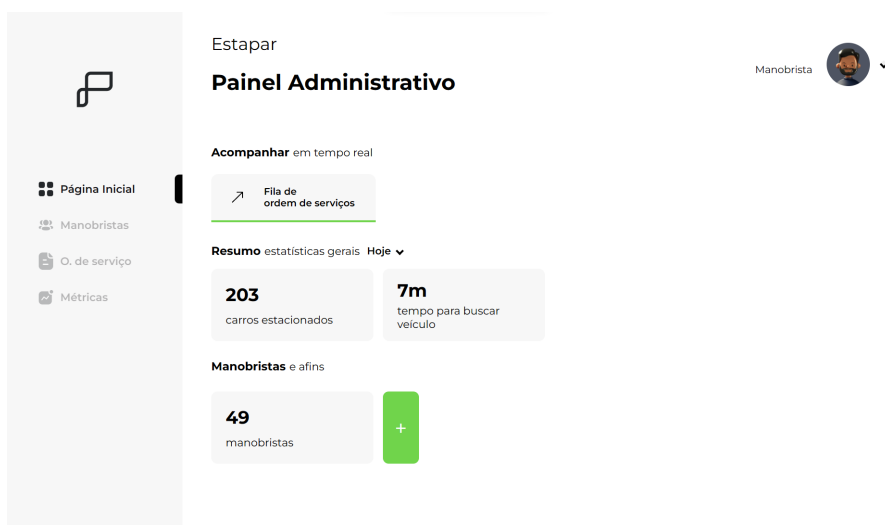 Estapar
Painel Administrativo
Manobrista
Página Inicial
Manobristas
O. de serviço
Métricas
Acompanhar em tempo real
Fila de
ordem de serviços
Resumo estatísticas gerais Hoje
203
carros estacionados
7m
tempo para buscar
veículo
Manobristas e afins
49
manobristas
+